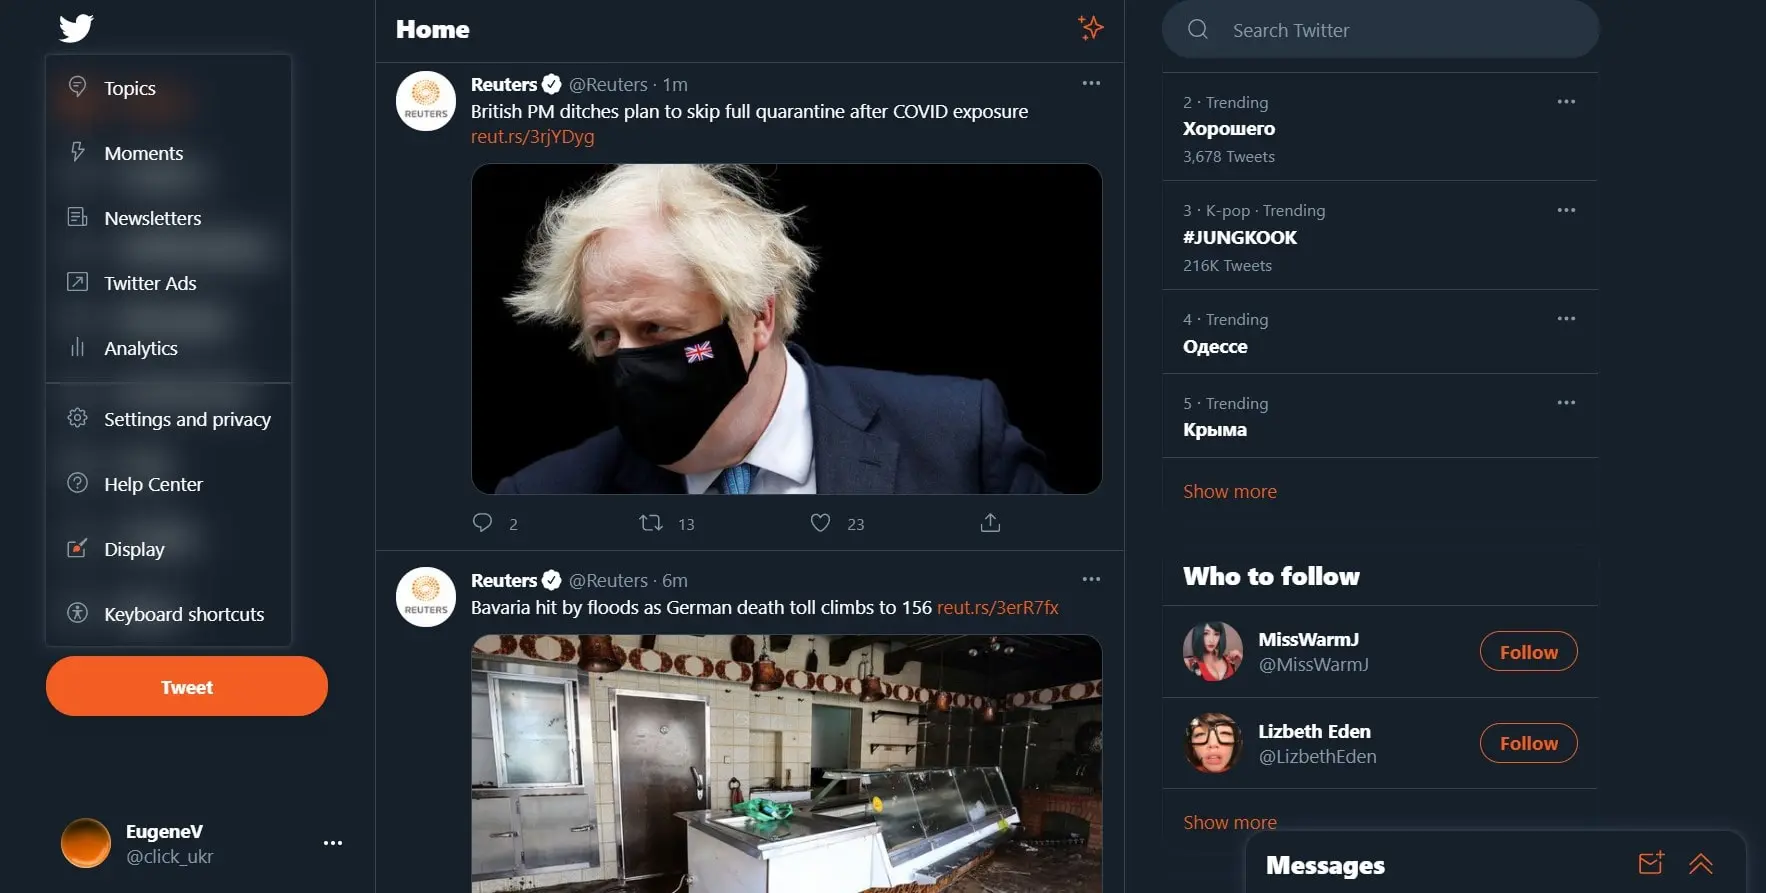 Topics
Moments
Newsletters
Twitter Ads
Analytics
Settings and privacy
Help Center
Display
Keyboard shortcuts
Tweet
EugeneV
@click_ukr
Home
REUTERS
Reuters @Reuters · 1m
British PM ditches plan to skip full quarantine after COVID exposure
reut.rs/3rjYDyg
2 13 23
REUTERS
Reuters @Reuters · 6m
Bavaria hit by floods as German death toll climbs to 156 reut.rs/3erR7fx
Search Twitter
2 · Trending
Хорошего
3,678 Tweets
3 · K-pop · Trending
#JUNGKOOK
216K Tweets
4 · Trending
Одессе
5 · Trending
Крыма
Show more
Who to follow
MissWarmJ
@MissWarmJ
Follow
Lizbeth Eden
@LizbethEden
Follow
Show more
Messages